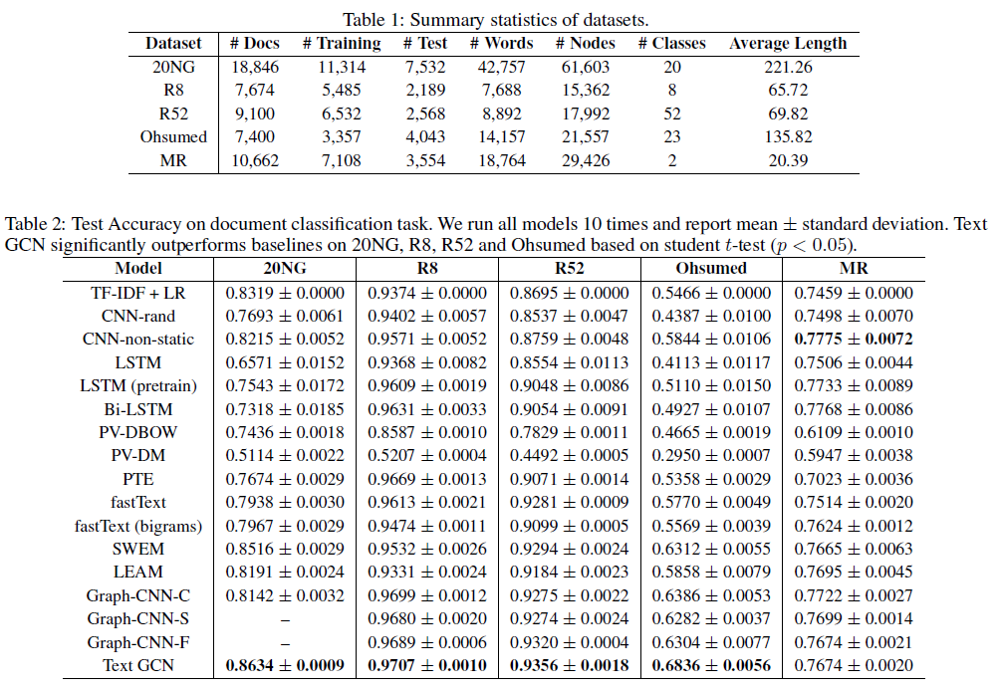 Table 1: Summary statistics of datasets.
Dataset # Docs # Training # Test # Words # Nodes # Classes Average Length
20NG 18,846 11,314 7,532 42,757 61,603 20 221.26
R8 7,674 5,485 2,189 7,688 15,362 8 65.72
R52 9,100 6,532 2,568 8,892 17,992 52 69.82
Ohsumed 7,400 3,357 4,043 14,157 21,557 23 135.82
MR 10,662 7,108 3,554 18,764 29,426 2 20.39
Table 2: Test Accuracy on document classification task. We run all models 10 times and report mean ± standard deviation. Text
GCN significantly outperforms baselines on 20NG, R8, R52 and Ohsumed based on student t-test (p < 0.05).
Model 20NG R8 R52 Ohsumed MR
TF-IDF + LR 0.8319 ± 0.0000 0.9374 ± 0.0000 0.8695 ± 0.0000 0.5466 ± 0.0000 0.7459 ± 0.0000
CNN-rand 0.7693 ± 0.0061 0.9402 ± 0.0057 0.8537 ± 0.0047 0.4387 ± 0.0100 0.7498 ± 0.0070
CNN-non-static 0.8215 ± 0.0052 0.9571 ± 0.0052 0.8759 ± 0.0048 0.5844 ± 0.0106 0.7775 ± 0.0072
LSTM 0.6571 ± 0.0152 0.9368 ± 0.0082 0.8554 ± 0.0113 0.4113 ± 0.0117 0.7506 ± 0.0044
LSTM (pretrain) 0.7543 ± 0.0172 0.9609 ± 0.0019 0.9048 ± 0.0086 0.5110 ± 0.0150 0.7733 ± 0.0089
Bi-LSTM 0.7318 ± 0.0185 0.9631 ± 0.0033 0.9054 ± 0.0091 0.4927 ± 0.0107 0.7768 ± 0.0086
PV-DBOW 0.7436 ± 0.0018 0.8587 ± 0.0010 0.7829 ± 0.0011 0.4665 ± 0.0019 0.6109 ± 0.0010
PV-DM 0.5114 ± 0.0022 0.5207 ± 0.0004 0.4492 ± 0.0005 0.2950 ± 0.0007 0.5947 ± 0.0038
PTE 0.7674 ± 0.0029 0.9669 ± 0.0013 0.9071 ± 0.0014 0.5358 ± 0.0029 0.7023 ± 0.0036
fastText 0.7938 ± 0.0030 0.9613 ± 0.0021 0.9281 ± 0.0009 0.5770 ± 0.0049 0.7514 ± 0.0020
fastText (bigrams) 0.7967 ± 0.0029 0.9474 ± 0.0011 0.9099 ± 0.0005 0.5569 ± 0.0039 0.7624 ± 0.0012
SWEM 0.8516 ± 0.0029 0.9532 ± 0.0026 0.9294 ± 0.0024 0.6312 ± 0.0055 0.7665 ± 0.0063
LEAM 0.8191 ± 0.0024 0.9331 ± 0.0024 0.9184 ± 0.0023 0.5858 ± 0.0079 0.7695 ± 0.0045
Graph-CNN-C 0.8142 ± 0.0032 0.9699 ± 0.0012 0.9275 ± 0.0022 0.6386 ± 0.0053 0.7722 ± 0.0027
Graph-CNN-S – 0.9680 ± 0.0020 0.9274 ± 0.0024 0.6282 ± 0.0037 0.7699 ± 0.0014
Graph-CNN-F – 0.9689 ± 0.0006 0.9320 ± 0.0004 0.6304 ± 0.0077 0.7674 ± 0.0021
Text GCN 0.8634 ± 0.0009 0.9707 ± 0.0010 0.9356 ± 0.0018 0.6836 ± 0.0056 0.7674 ± 0.0020